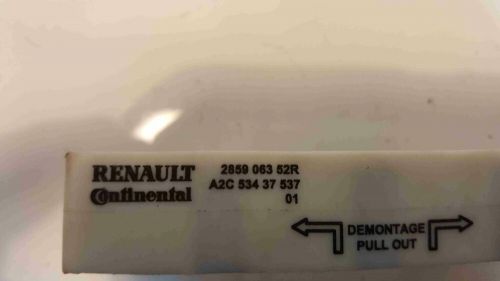 RENAULT 2859 063 52R
Continental A2C 534 37 537
01
DEMONTAGE
PULL OUT